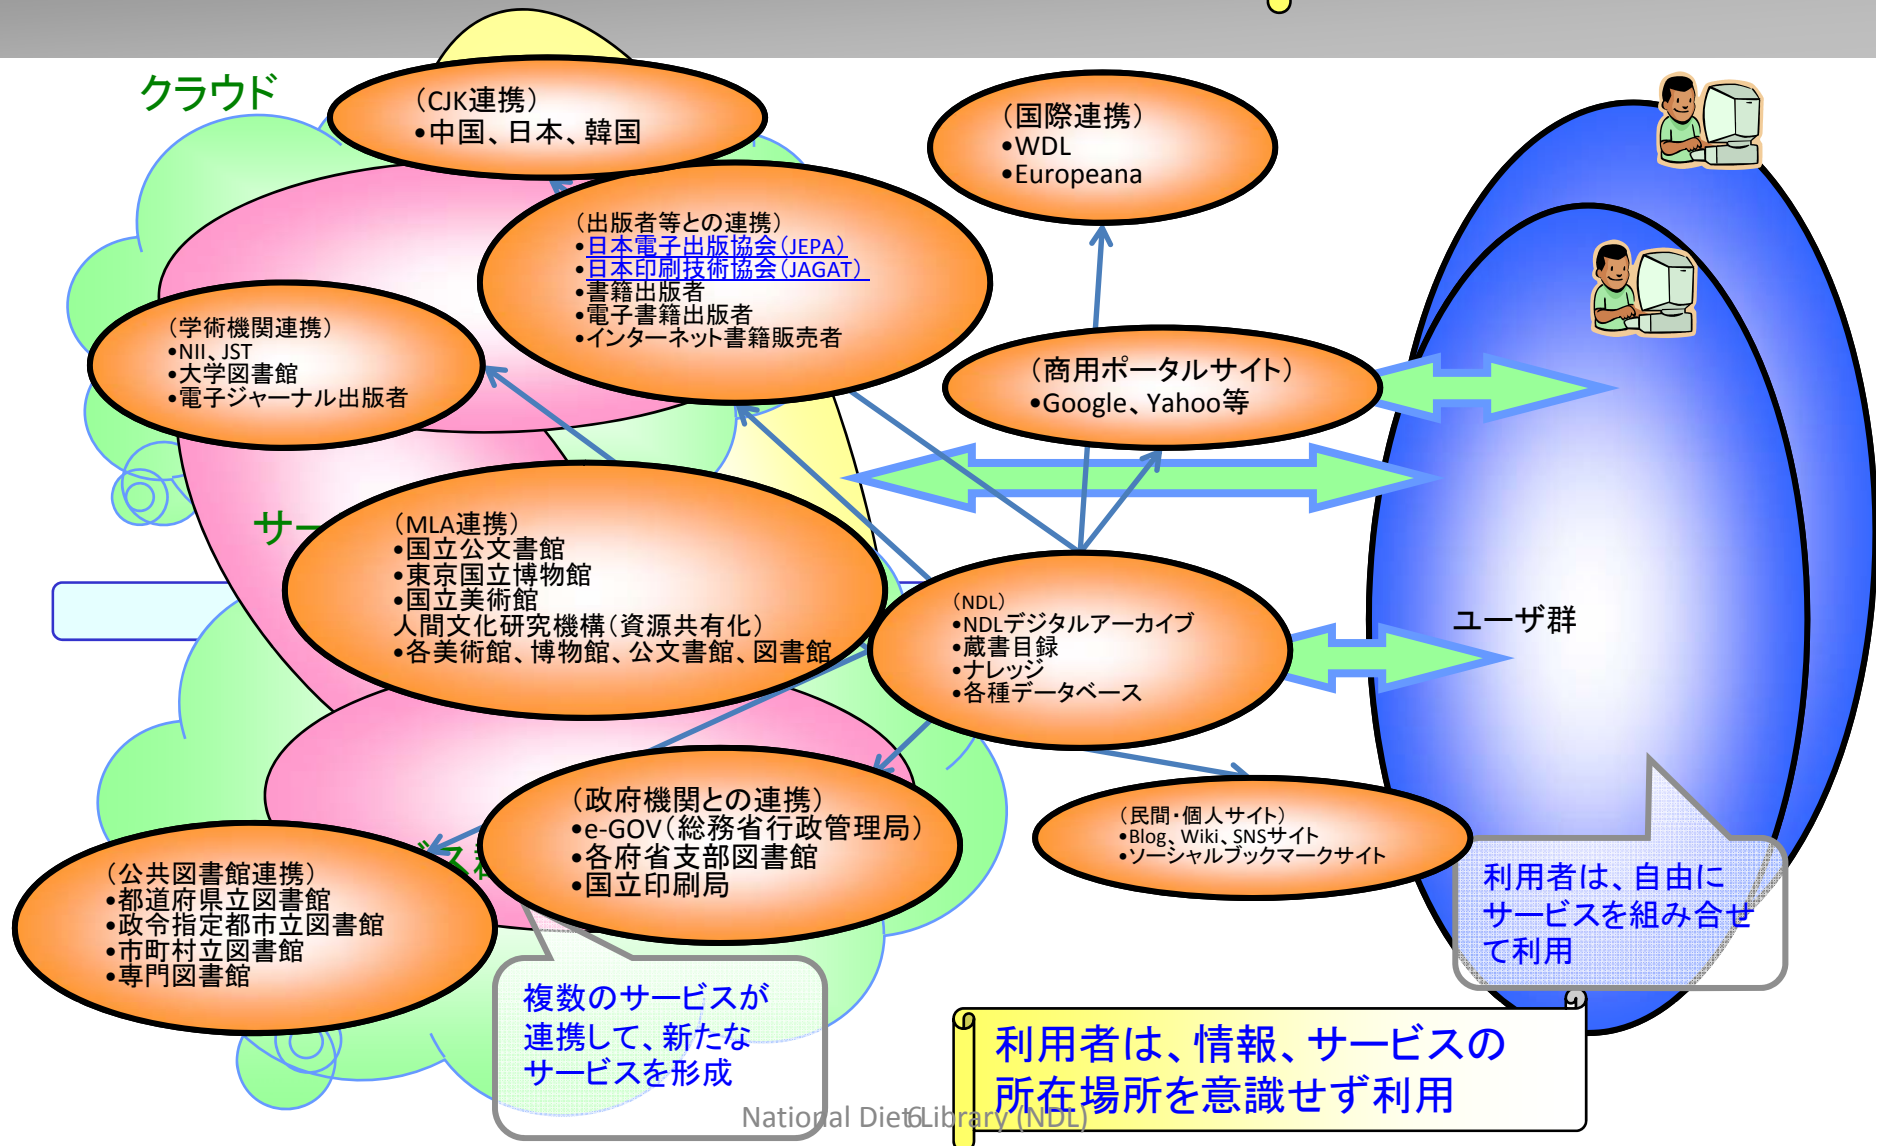 クラウド
（CJK連携）
•中国、日本、韓国
（国際連携）
•WDL
•Europeana
（出版者等との連携）
•日本電子出版協会（JEPA）
•日本印刷技術協会（JAGAT）
•書籍出版者
•電子書籍出版者
•インターネット書籍販売者
（学術機関連携）
•NII、JST
•大学図書館
•電子ジャーナル出版者
（商用ポータルサイト）
•Google、Yahoo等
サー
（MLA連携）
•国立公文書館
•東京国立博物館
•国立美術館
人間文化研究機構（資源共有化）
•各美術館、博物館、公文書館、図書館
（NDL）
•NDLデジタルアーカイブ
•蔵書目録
•ナレッジ
•各種データベース
ユーザ群
（政府機関との連携）
•e-GOV（総務省行政管理局）
•各府省支部図書館
•国立印刷局
（民間・個人サイト）
•Blog、Wiki、SNSサイト
•ソーシャルブックマークサイト
ビス
（公共図書館連携）
•都道府県立図書館
•政令指定都市立図書館
•市町村立図書館
•専門図書館
利用者は、自由に
サービスを組み合せ
て利用
複数のサービスが
連携して、新たな
サービスを形成
利用者は、情報、サービスの
所在場所を意識せず利用
National Diet Library (NDL)
6